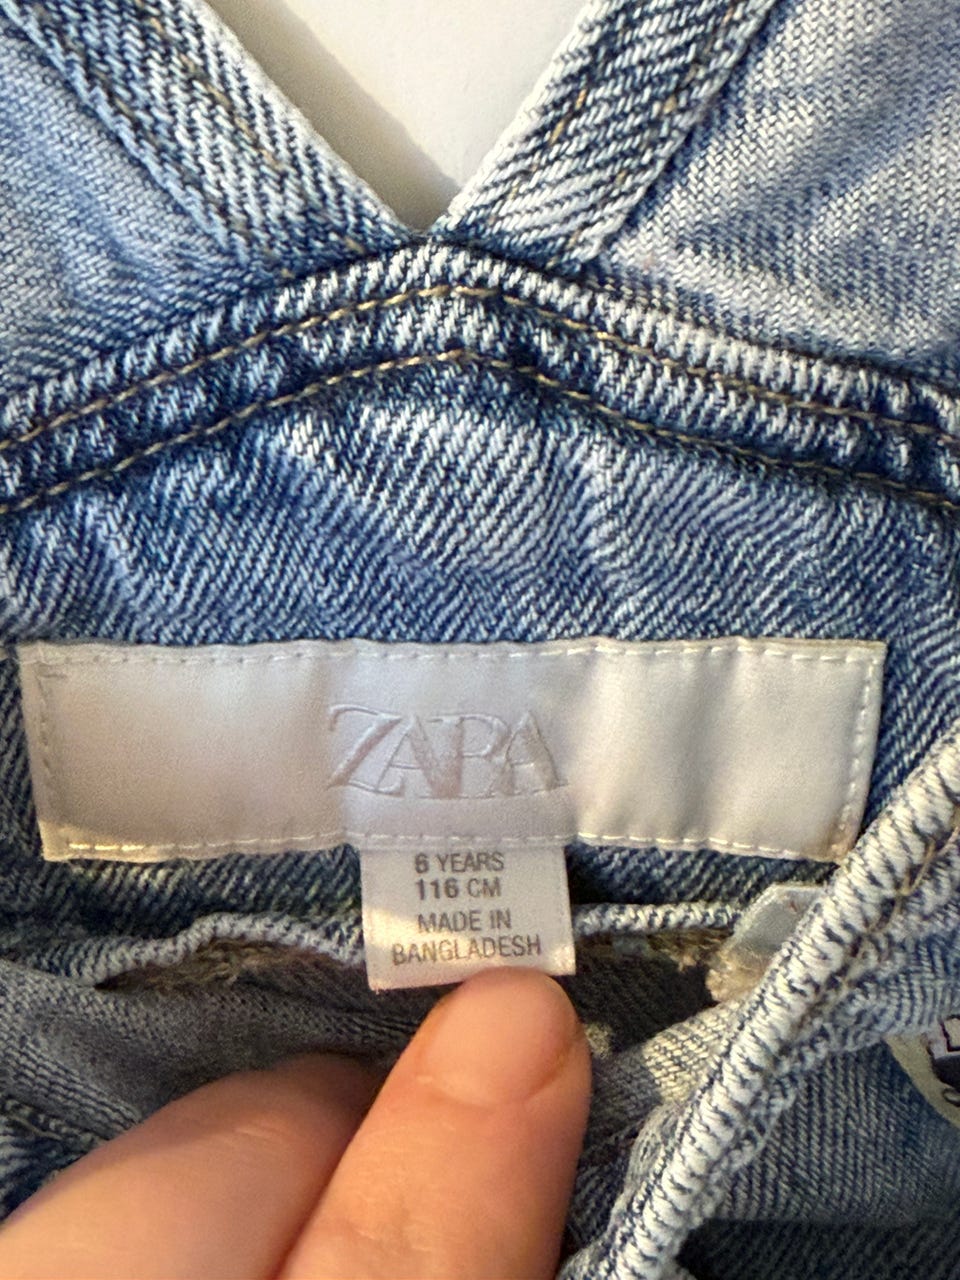 ZARA
6 YEARS
116 CM
MADE IN
BANGLADESH